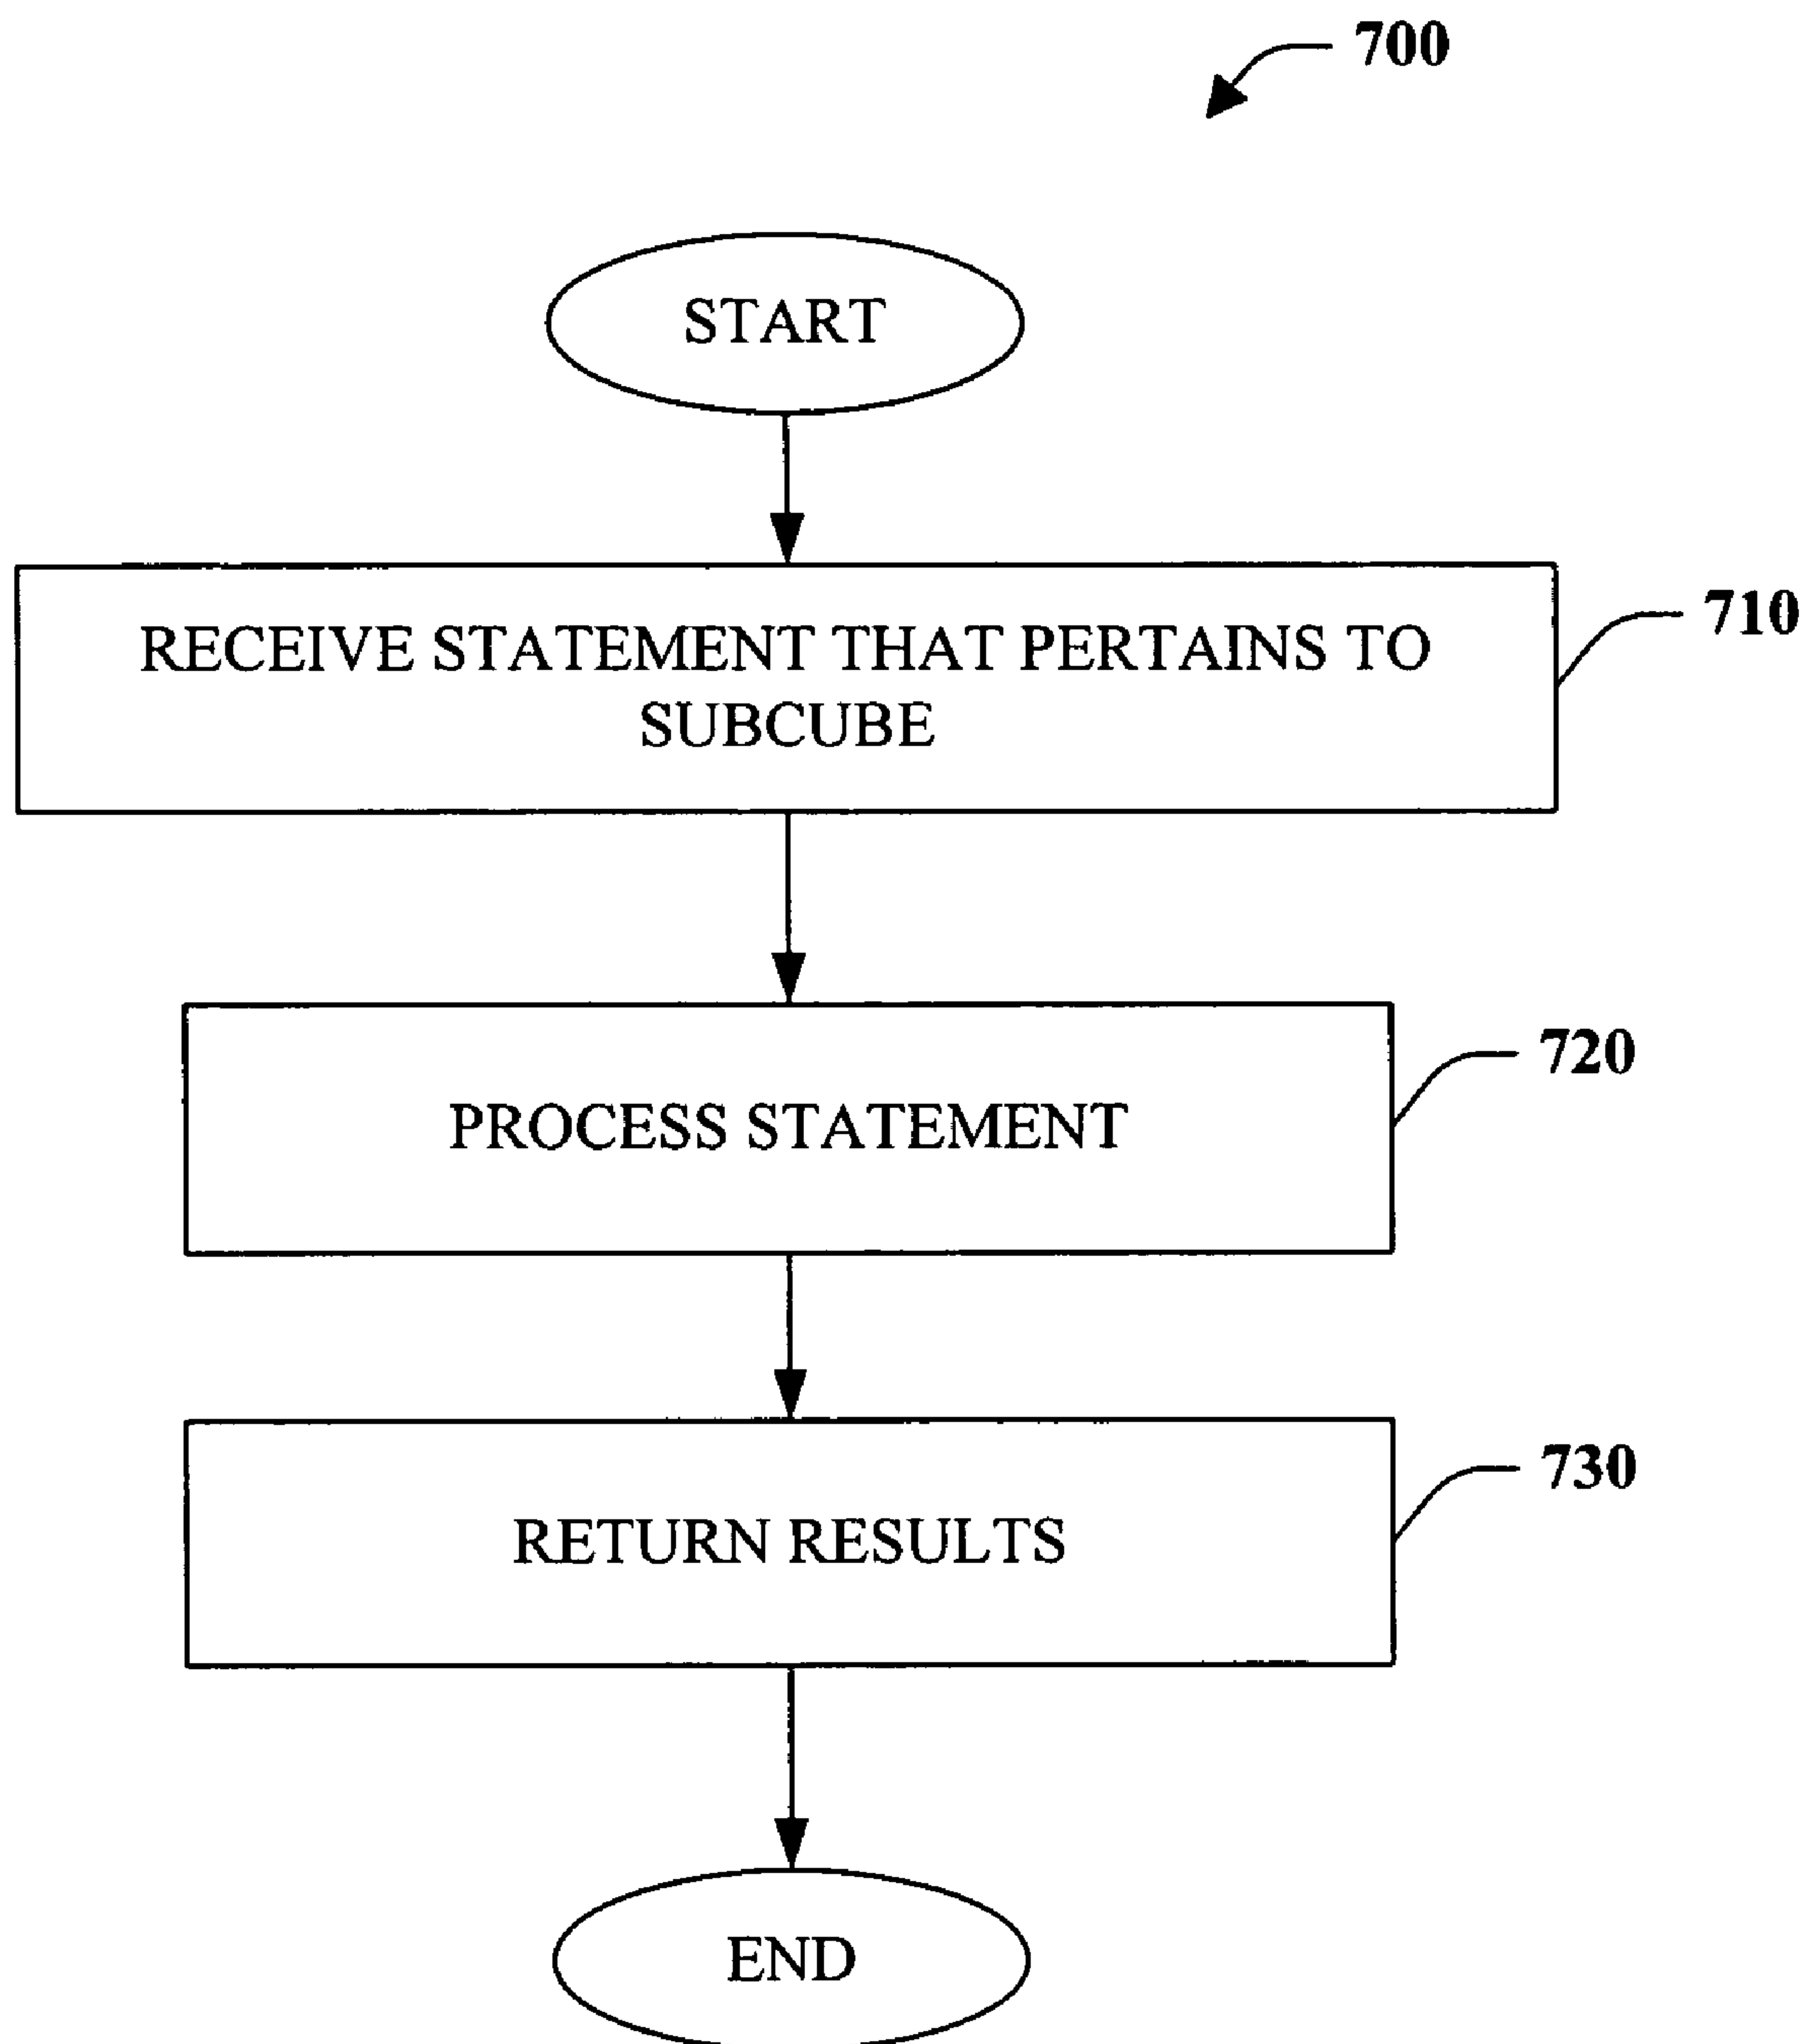 700
START
RECEIVE STATEMENT THAT PERTAINS TO
SUBCUBE
710
PROCESS STATEMENT
720
RETURN RESULTS
730
END